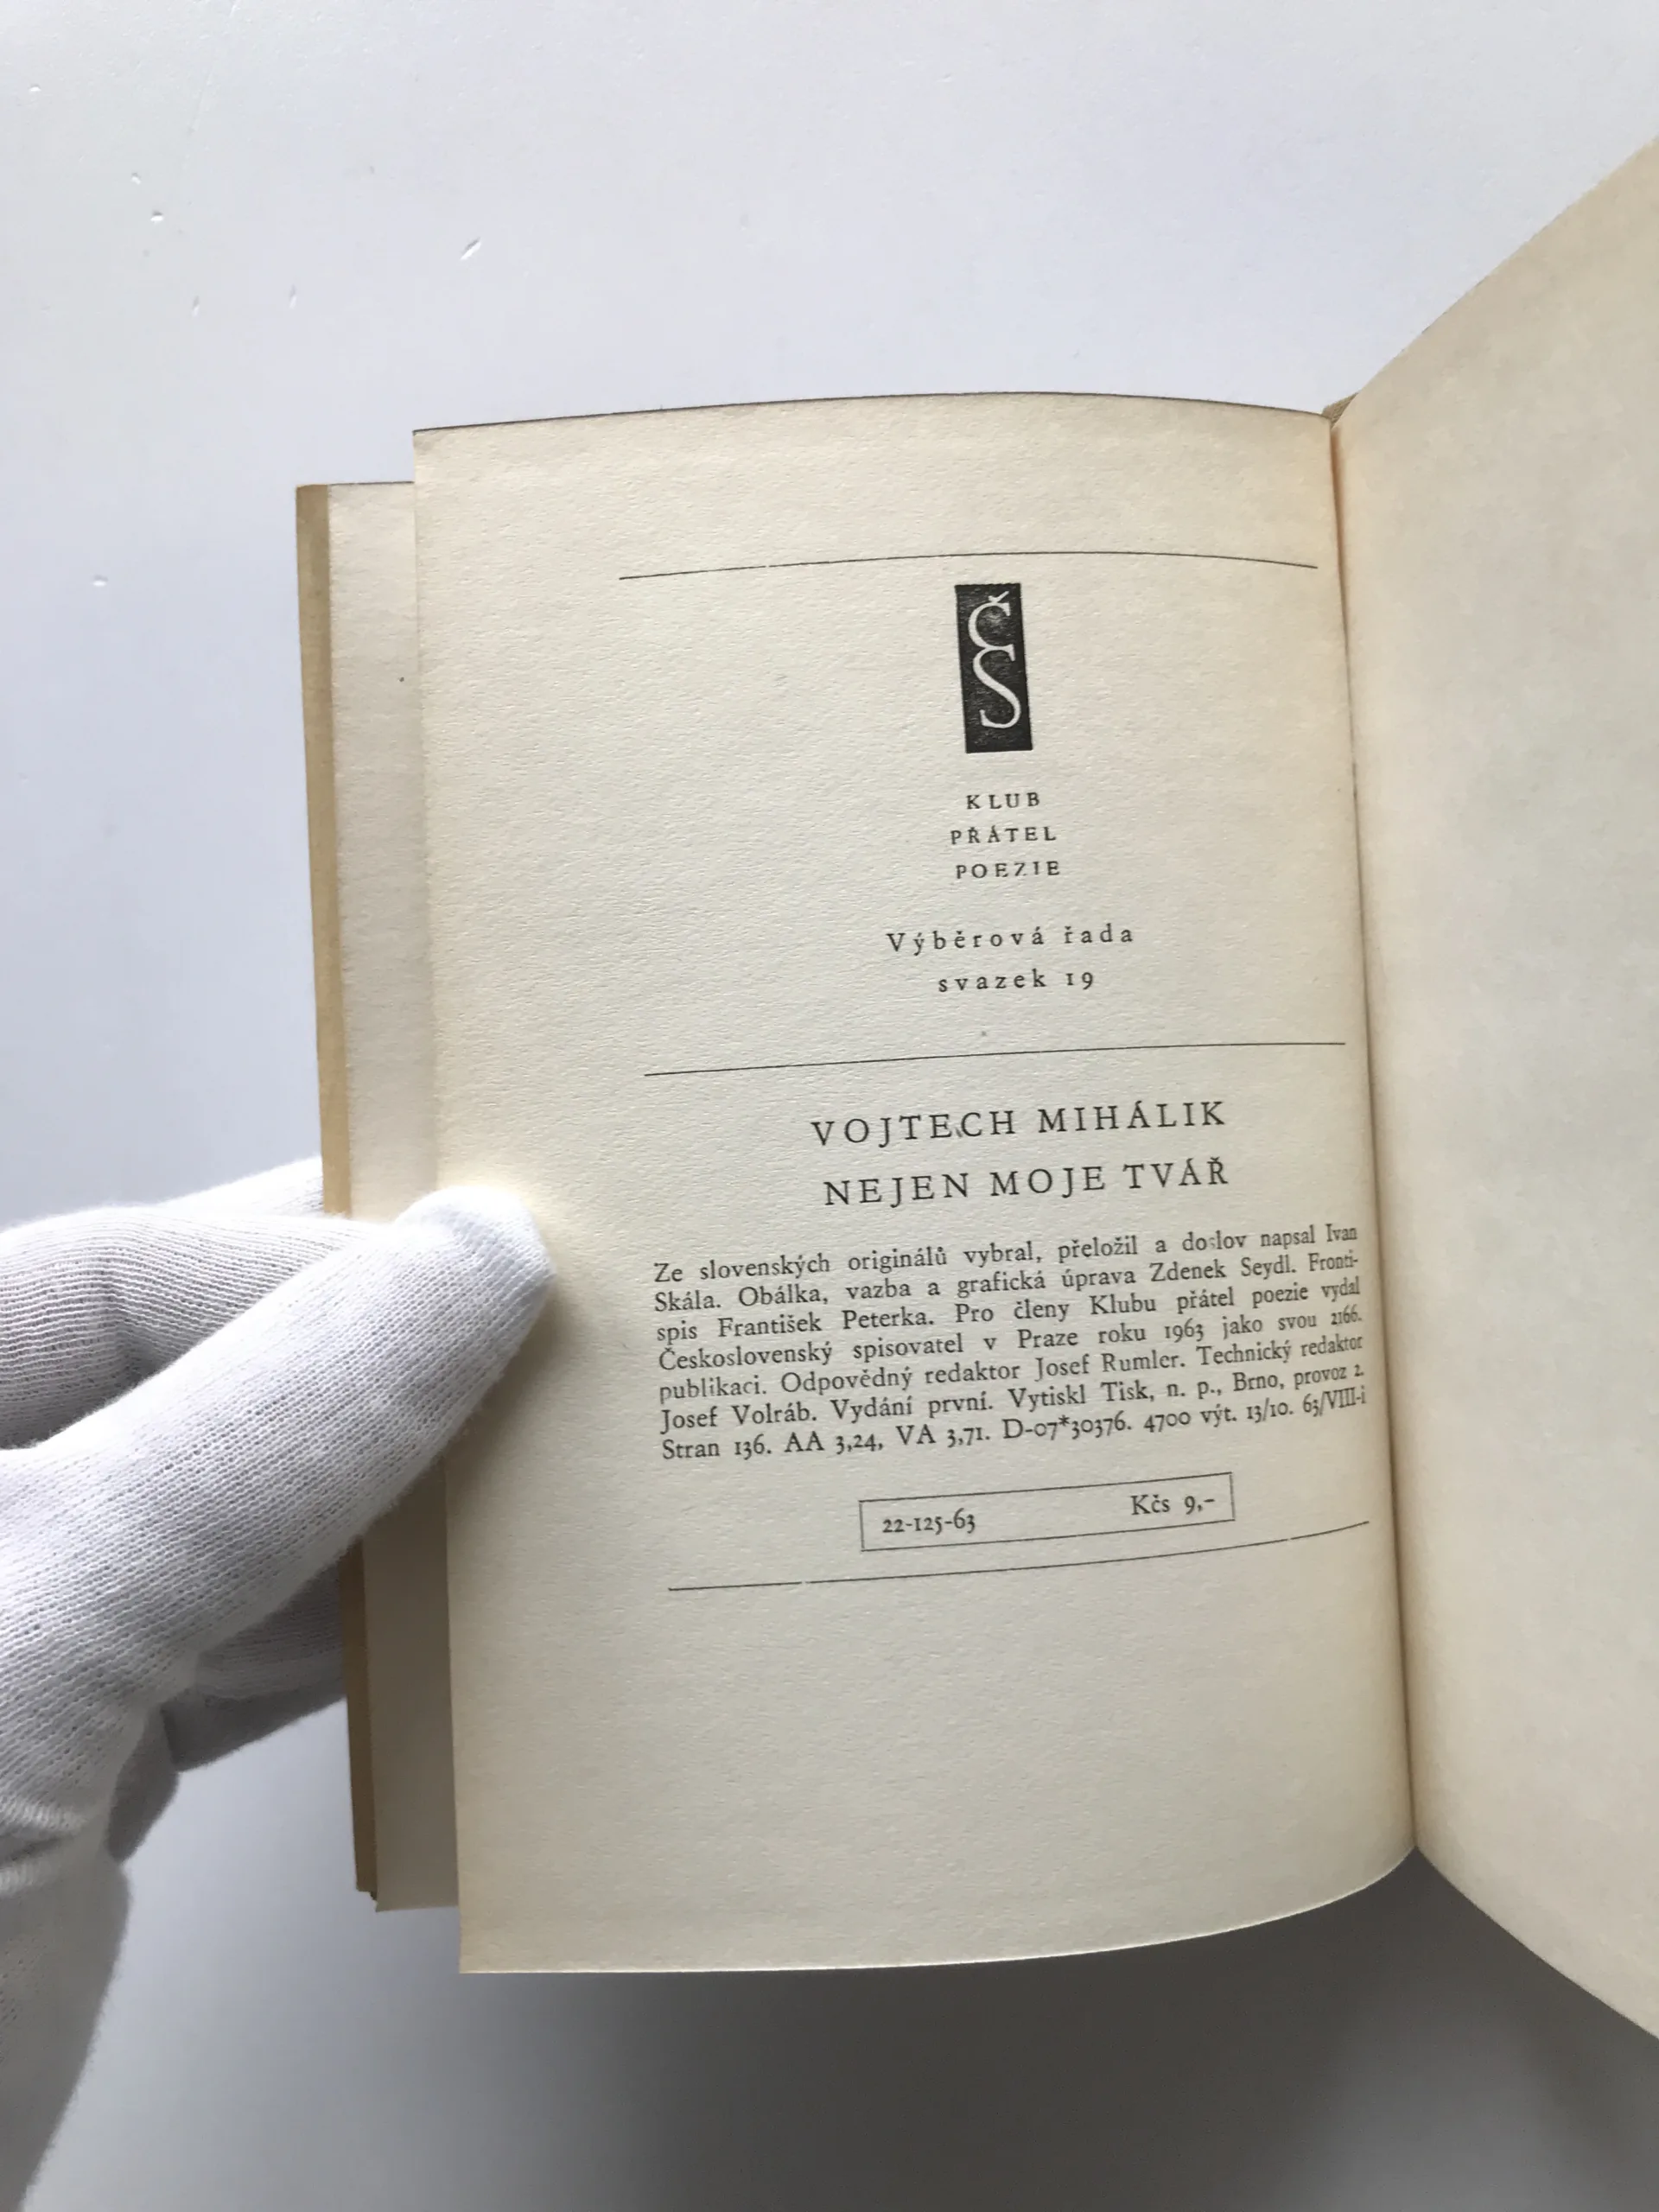 ČS
KLUB
PŘÁTEL
POEZIE
Výběrová řada
svazek 19
VOJTECH MIHÁLIK
NEJEN MOJE TVÁŘ
Ze slovenských originálů vybral, přeložil a doslov napsal Ivan
Skála. Obálka, vazba a grafická úprava Zdenek Seydl. Fronti-
spis František Peterka. Pro členy Klubu přátel poezie vydal
Československý spisovatel v Praze roku 1963 jako svou 2166.
publikaci. Odpovědný redaktor Josef Rumler. Technický redaktor
Josef Volráb. Vydání první. Vytiskl Tisk, n. p., Brno, provoz 2.
Stran 136. AA 3,24, VA 3,71. D-07*30376. 4700 výt. 13/10. 63/VIII-i
22-125-63 Kčs 9,-